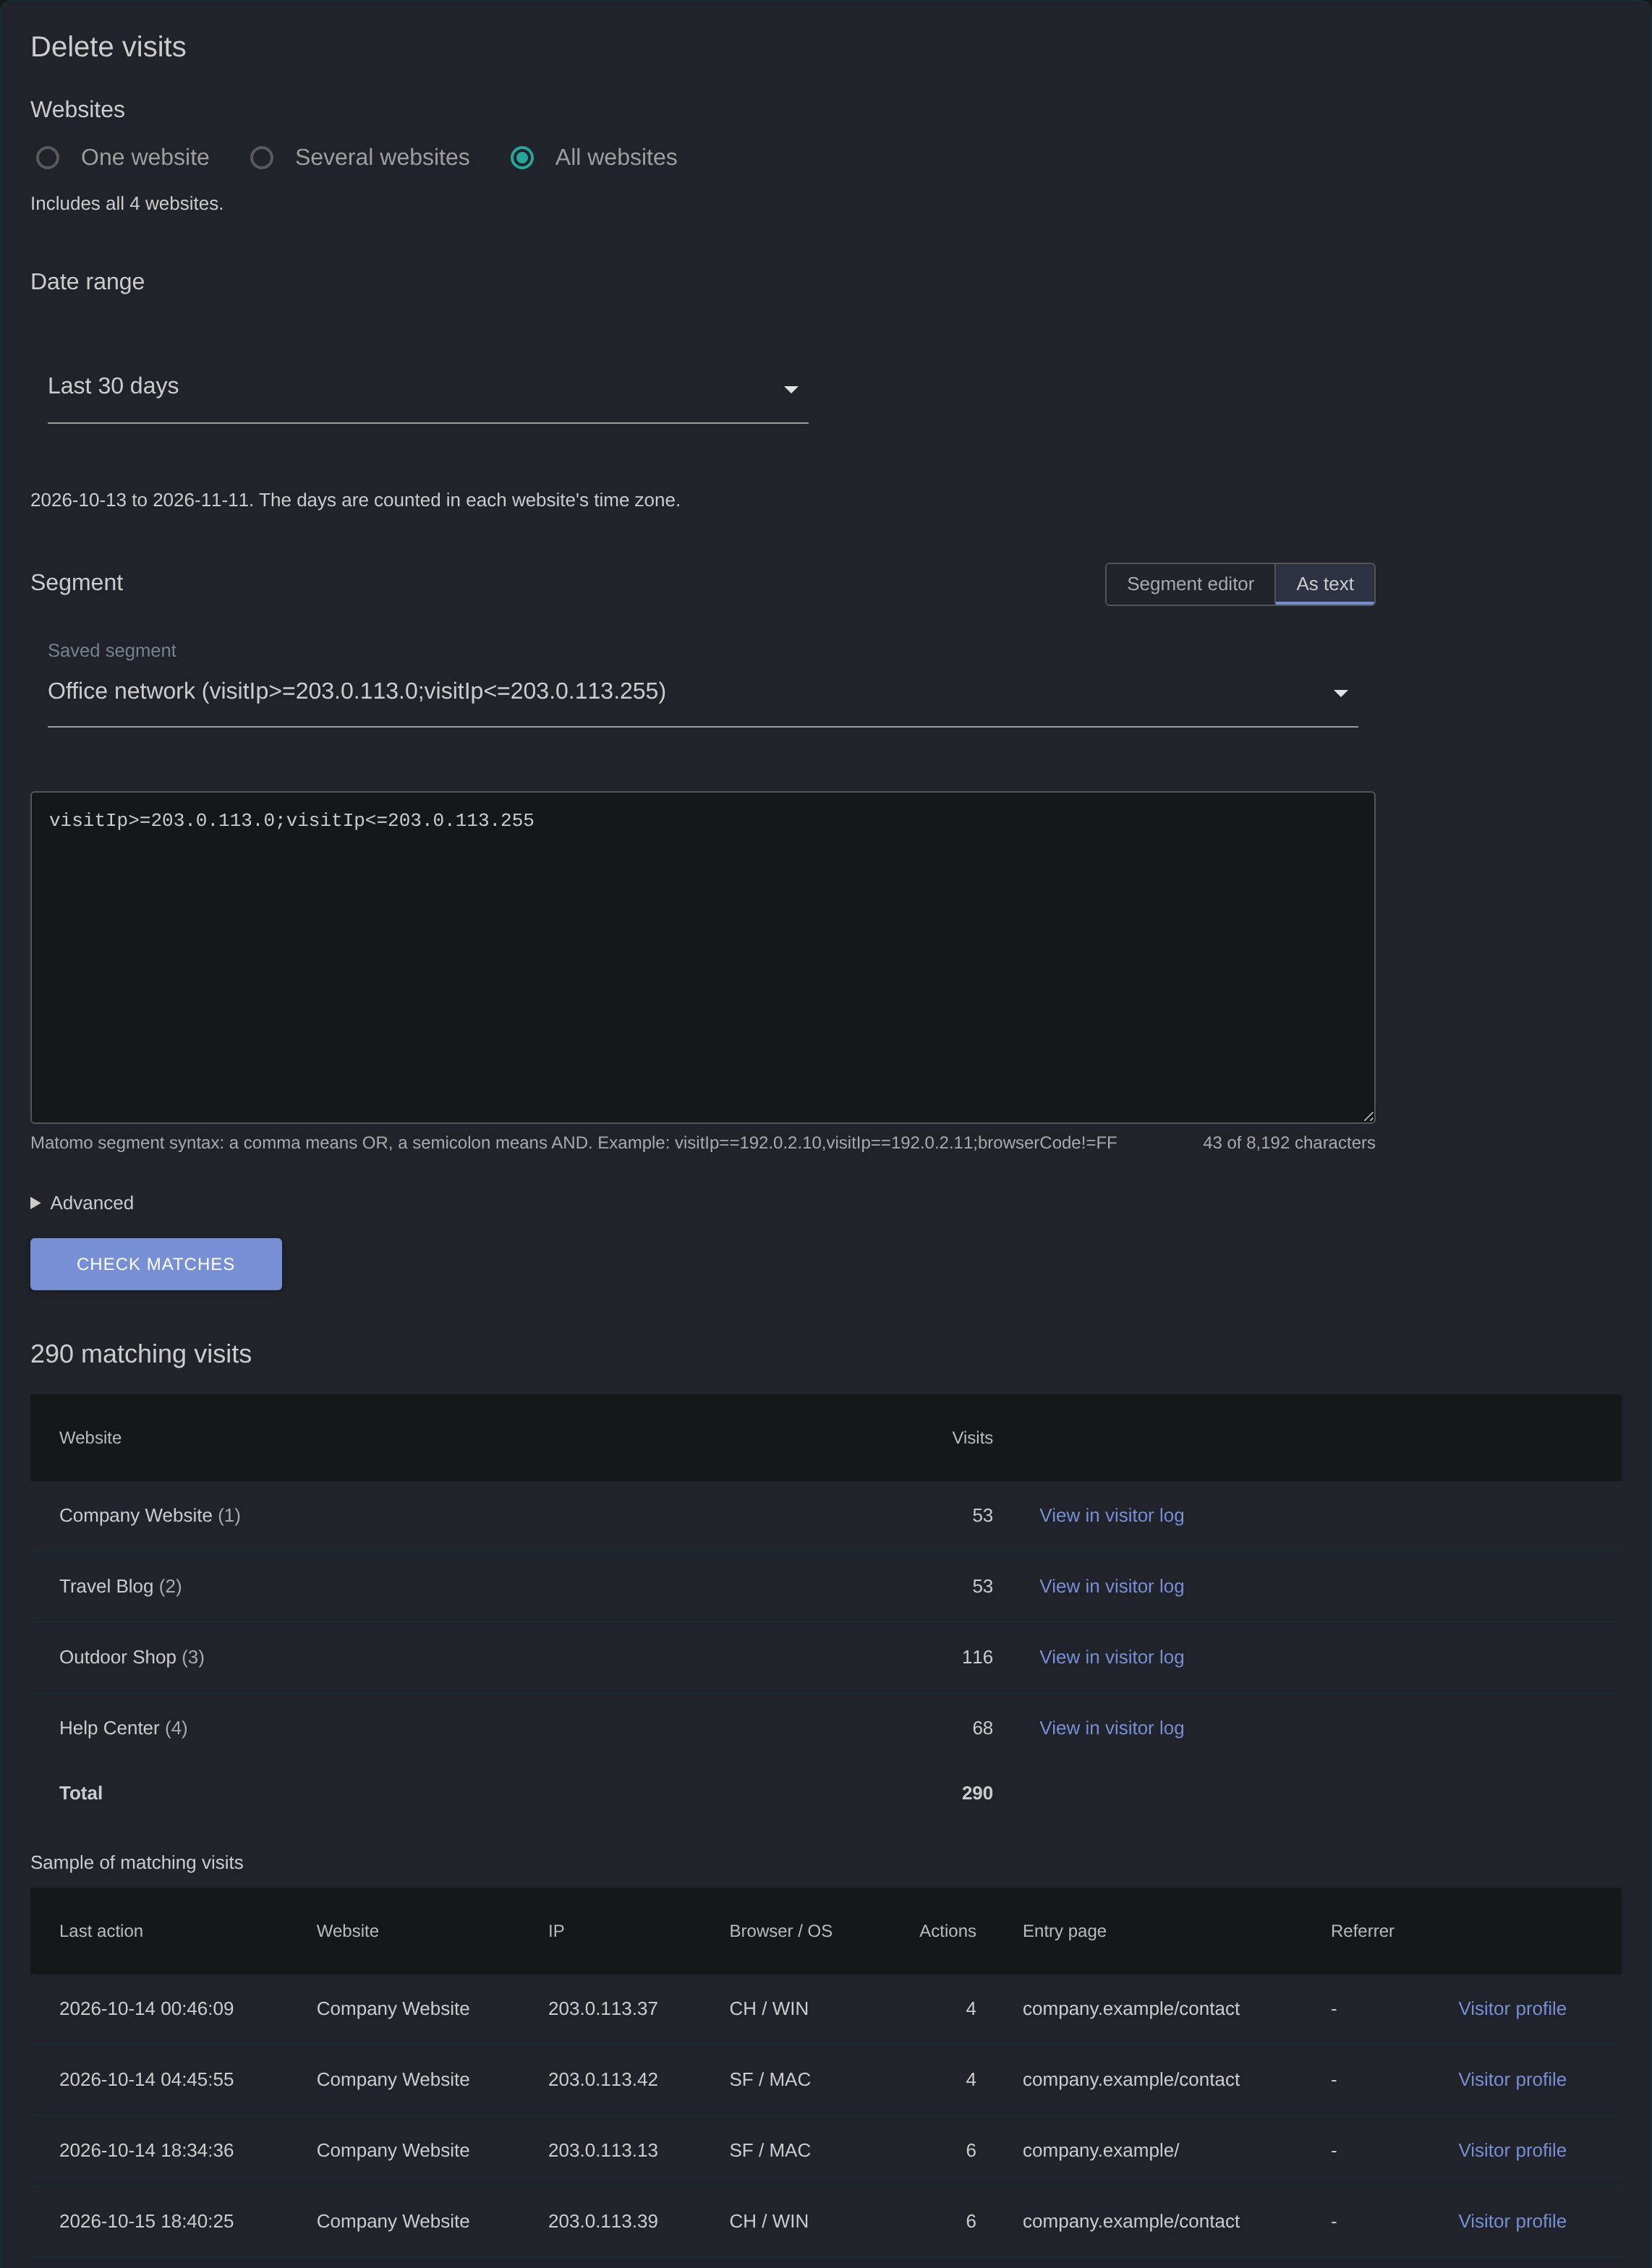 Delete visits
Websites
One website Several websites All websites
Includes all 4 websites.
Date range
Last 30 days
2026-10-13 to 2026-11-11. The days are counted in each website's time zone.
Segment Segment editor As text
Saved segment
Office network (visitIp>=203.0.113.0;visitIp<=203.0.113.255)
visitIp>=203.0.113.0;visitIp<=203.0.113.255
Matomo segment syntax: a comma means OR, a semicolon means AND. Example: visitIp==192.0.2.10,visitIp==192.0.2.11;browserCode!=FF 43 of 8,192 characters
Advanced
CHECK MATCHES
290 matching visits
Website Visits
Company Website (1) 53 View in visitor log
Travel Blog (2) 53 View in visitor log
Outdoor Shop (3) 116 View in visitor log
Help Center (4) 68 View in visitor log
Total 290
Sample of matching visits
Last action Website IP Browser / OS Actions Entry page Referrer
2026-10-14 00:46:09 Company Website 203.0.113.37 CH / WIN 4 company.example/contact - Visitor profile
2026-10-14 04:45:55 Company Website 203.0.113.42 SF / MAC 4 company.example/contact - Visitor profile
2026-10-14 18:34:36 Company Website 203.0.113.13 SF / MAC 6 company.example/ - Visitor profile
2026-10-15 18:40:25 Company Website 203.0.113.39 CH / WIN 6 company.example/contact - Visitor profile